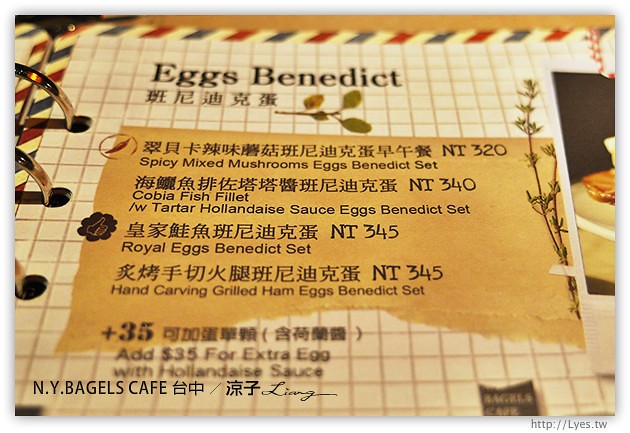 Eggs Benedict
班尼迪克蛋
翠貝卡辣味蘑菇班尼迪克蛋早午餐 NT 320
Spicy Mixed Mushrooms Eggs Benedict Set
海鱺魚排佐塔塔醬班尼迪克蛋 NT 340
Cobia Fish Fillet
/w Tartar Hollandaise Sauce Eggs Benedict Set
皇家鮭魚班尼迪克蛋 NT 345
Royal Eggs Benedict Set
炙烤手切火腿班尼迪克蛋 NT 345
Hand Carving Grilled Ham Eggs Benedict Set
+35 可加蛋單顆(含荷蘭醬)
Add $35 For Extra Egg
with Hollandaise Sauce
N.Y.BAGELS CAFE 台中 / 涼子 Liang
BAGELS
CAFE
http://Lyes.tw